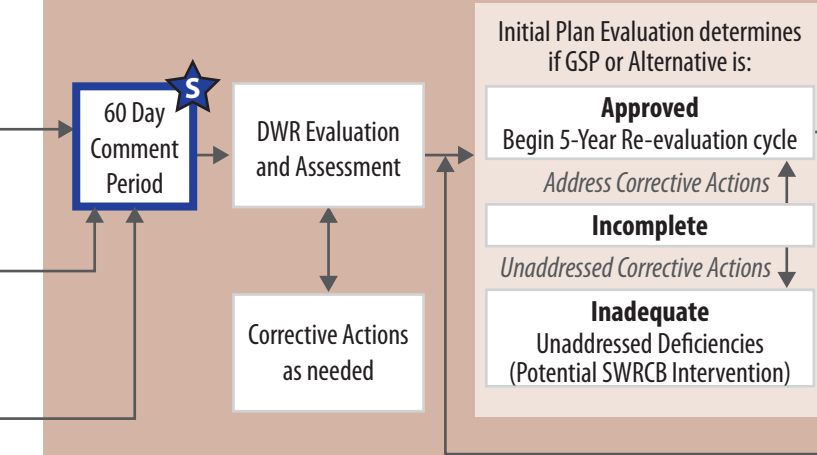 Initial Plan Evaluation determines
if GSP or Alternative is:
S
60 Day
Comment
Period
DWR Evaluation
and Assessment
Approved
Begin 5-Year Re-evaluation cycle
Address Corrective Actions
Incomplete
Unaddressed Corrective Actions
Corrective Actions
as needed
Inadequate
Unaddressed Deficiencies
(Potential SWRCB Intervention)